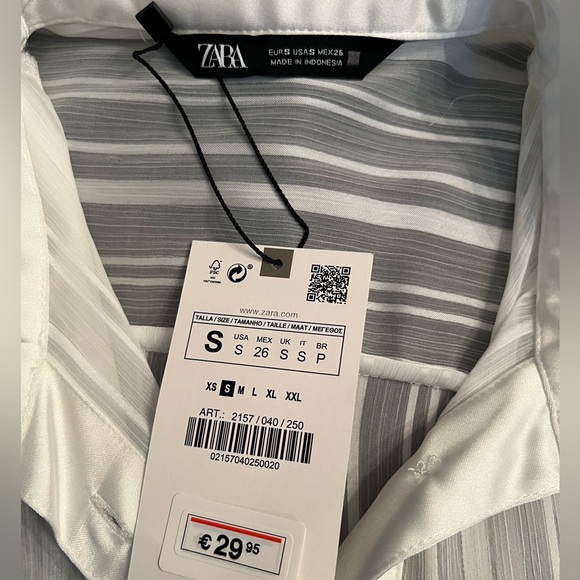 ZARA
EUR S USA S MEX 26
MADE IN INDONESIA
FSC
www.zara.com
TALLA / SIZE / TAMANHO / TAILLE / MAAT / ΜΕΓΕΘΟΣ
S
USA MEX UK IT BR
S 26 S S P
XS S M L XL XXL
ART.: 2157 / 040 / 250
02157040250020
€ 29 95